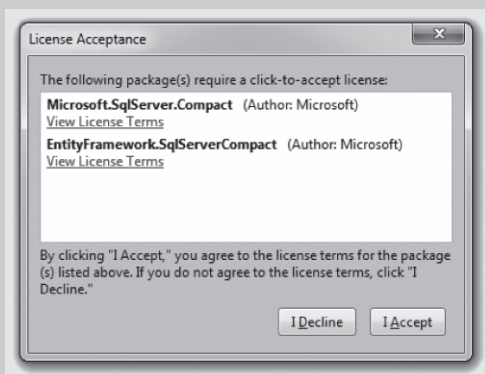 License Acceptance
The following package(s) require a click-to-accept license:
Microsoft.SqlServer.Compact (Author: Microsoft)
View License Terms
EntityFramework.SqlServerCompact (Author: Microsoft)
View License Terms
By clicking "I Accept," you agree to the license terms for the package
(s) listed above. If you do not agree to the license terms, click "I
Decline."
I Decline I Accept